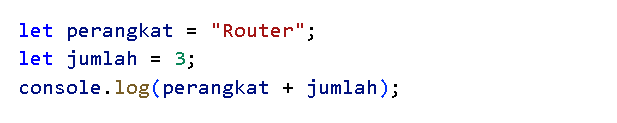 let perangkat = "Router";
let jumlah = 3;
console.log(perangkat + jumlah);